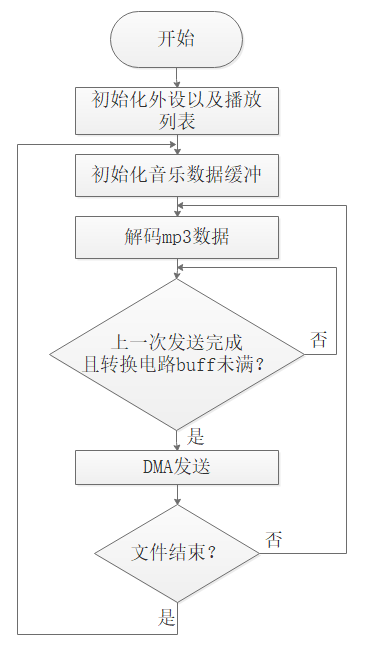 开始
初始化外设以及播放
列表
初始化音乐数据缓冲
解码mp3数据
上一次发送完成
且转换电路buff未满？
否
是
DMA发送
否
文件结束？
是